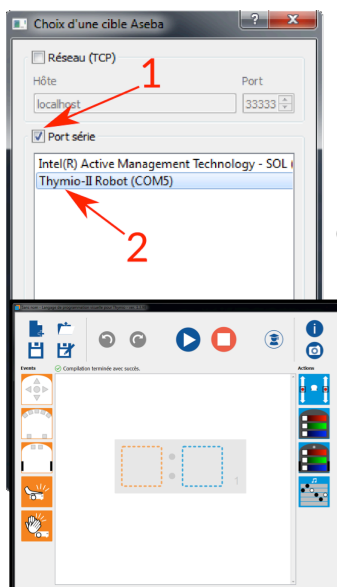 Choix d'une cible Aseba
Réseau (TCP)
1
Hôte
Port
localhost
33333
Port série
Intel(R) Active Management Technology - SOL (
Thymio-II Robot (COM5)
2
Events
Compilation terminée avec succès.
Actions
1